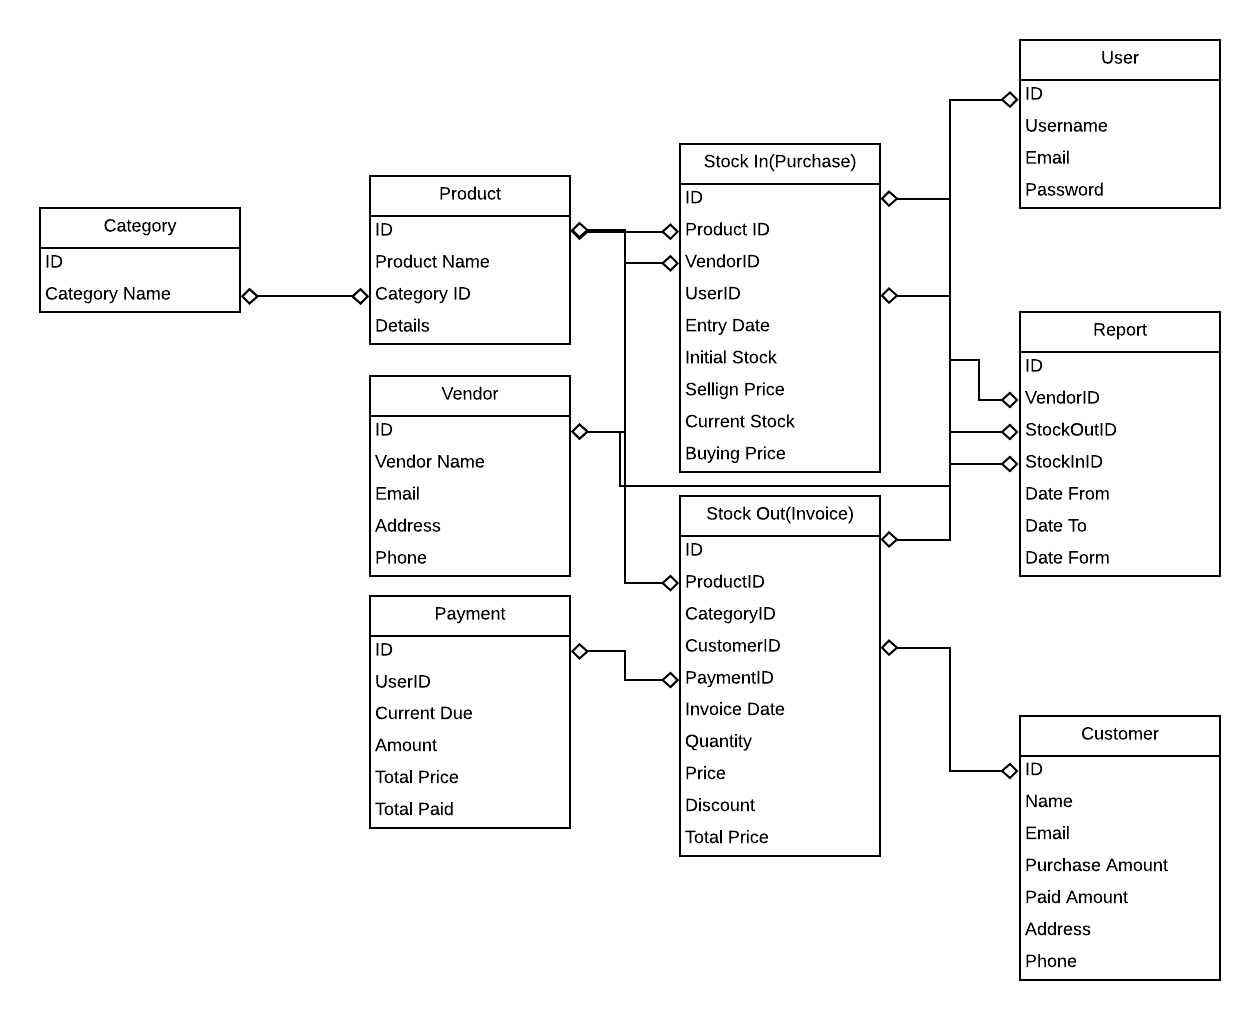 Category
ID
Category Name
Product
ID
Product Name
Category ID
Details
Vendor
ID
Vendor Name
Email
Address
Phone
Payment
ID
UserID
Current Due
Amount
Total Price
Total Paid
Stock In(Purchase)
ID
Product ID
VendorID
UserID
Entry Date
Initial Stock
Sellign Price
Current Stock
Buying Price
Stock Out(Invoice)
ID
ProductID
CategoryID
CustomerID
PaymentID
Invoice Date
Quantity
Price
Discount
Total Price
User
ID
Username
Email
Password
Report
ID
VendorID
StockOutID
StockInID
Date From
Date To
Date Form
Customer
ID
Name
Email
Purchase Amount
Paid Amount
Address
Phone